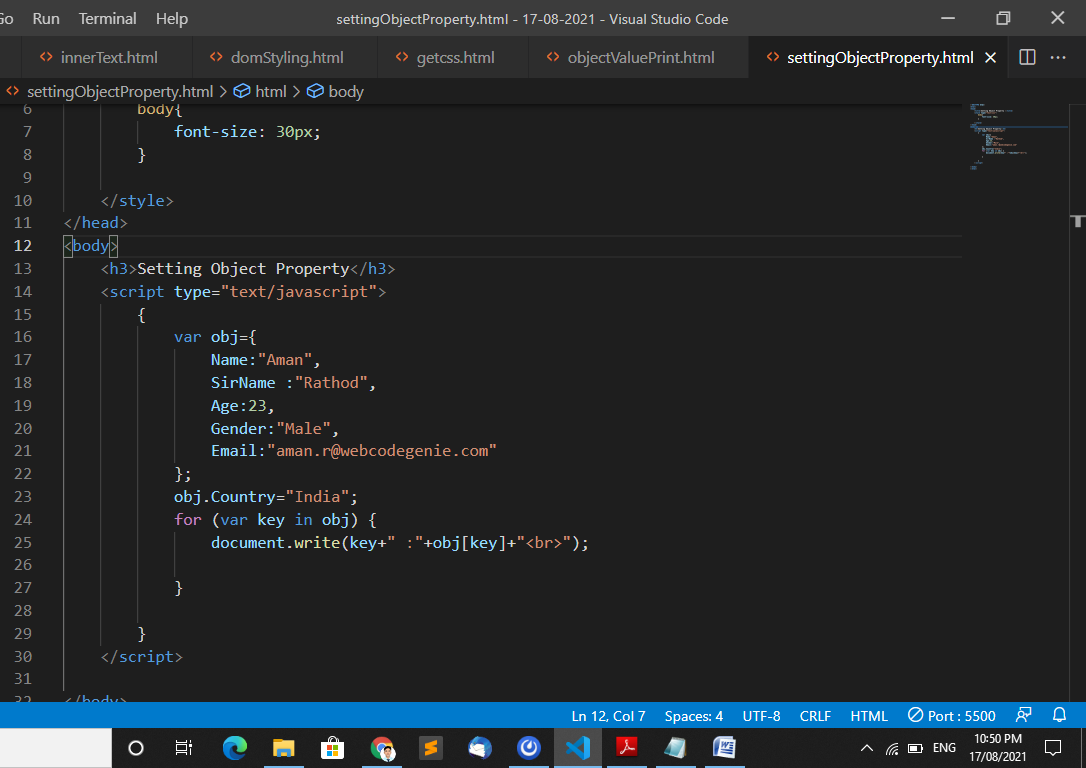 Go Run Terminal Help settingObjectProperty.html - 17-08-2021 - Visual Studio Code
innerText.html domStyling.html getcss.html objectValuePrint.html settingObjectProperty.html
settingObjectProperty.html > html > body
6 body{
7 font-size: 30px;
8 }
9
10 </style>
11 </head>
12 <body>
13 <h3>Setting Object Property</h3>
14 <script type="text/javascript">
15 {
16 var obj={
17 Name:"Aman",
18 SirName :"Rathod",
19 Age:23,
20 Gender:"Male",
21 Email:"aman.r@webcodegenie.com"
22 };
23 obj.Country="India";
24 for (var key in obj) {
25 document.write(key+" :"+obj[key]+"<br>");
26
27 }
28
29 }
30 </script>
31
32 </body>
Ln 12, Col 7 Spaces: 4 UTF-8 CRLF HTML Port : 5500
ENG 10:50 PM
17/08/2021